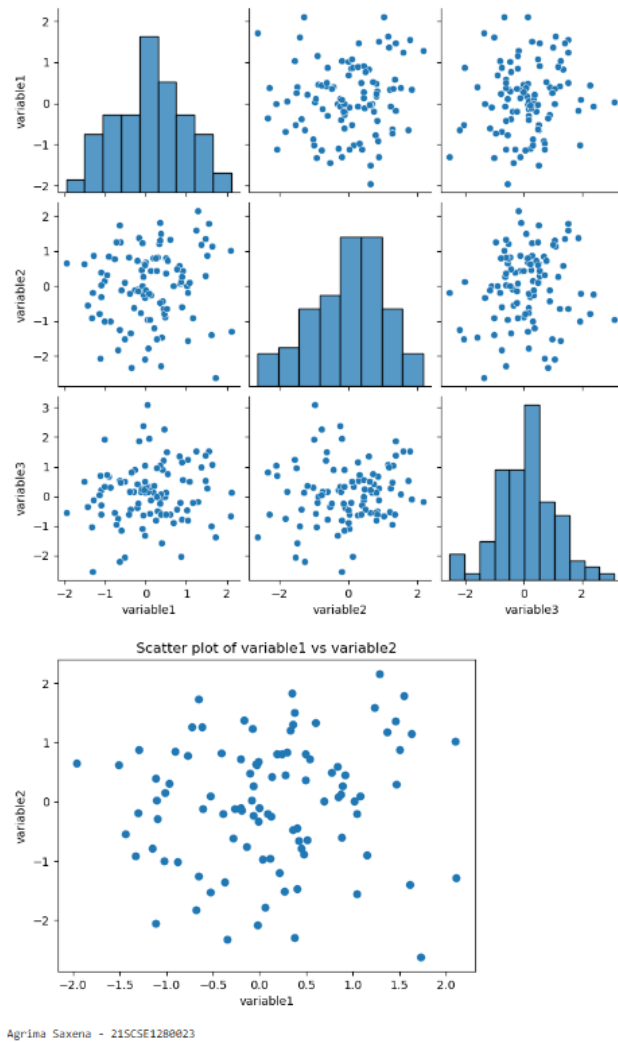 2
1
0
−1
−2
variable1
2
1
0
−1
−2
variable2
3
2
1
0
−1
−2
variable3
−2 −1 0 1 2
variable1
−2 0 2
variable2
−2 0 2
variable3
Scatter plot of variable1 vs variable2
2
1
0
−1
−2
variable2
−2.0 −1.5 −1.0 −0.5 0.0 0.5 1.0 1.5 2.0
variable1
Agrima Saxena - 21SCSE1280023